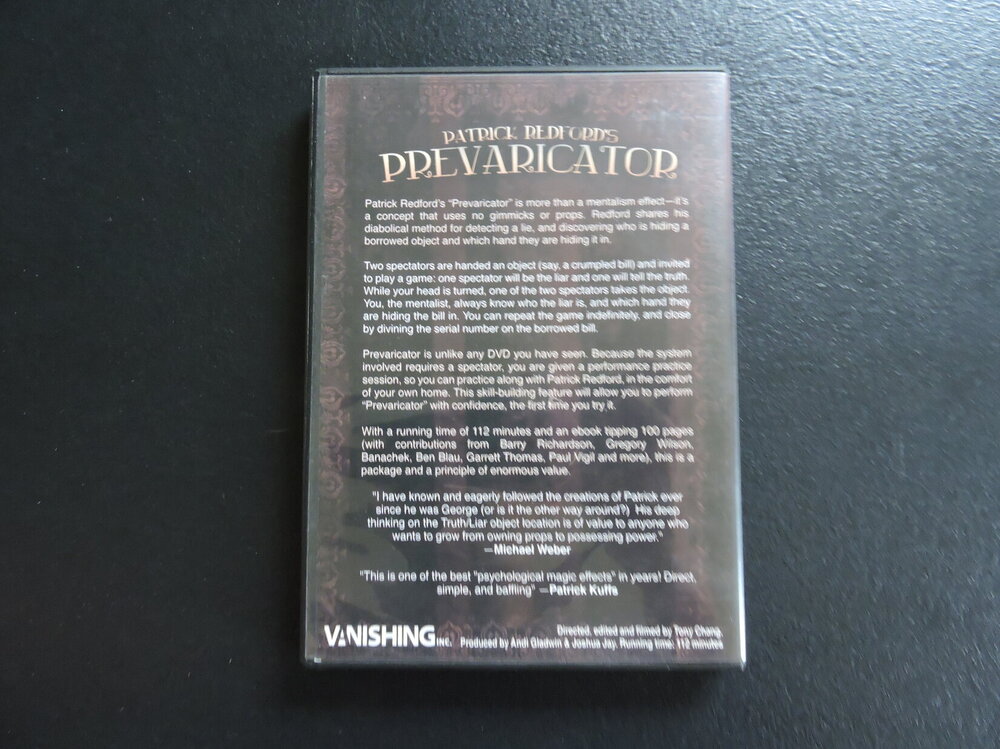 PATRICK REDFORD'S
PREVARICATOR
Patrick Redford's "Prevaricator" is more than a mentalism effect—it's
a concept that uses no gimmicks or props. Redford shares his
diabolical method for detecting a lie, and discovering who is hiding a
borrowed object and which hand they are hiding it in.
Two spectators are handed an object (say, a crumpled bill) and invited
to play a game: one spectator will be the liar and one will tell the truth.
While your head is turned, one of the two spectators takes the object.
You, the mentalist, always know who the liar is, and which hand they
are hiding the bill in. You can repeat the game indefinitely, and close
by divining the serial number on the borrowed bill.
Prevaricator is unlike any DVD you have seen. Because the system
involved requires a spectator, you are given a performance practice
session, so you can practice along with Patrick Redford, in the comfort
of your own home. This skill-building feature will allow you to perform
"Prevaricator" with confidence, the first time you try it.
With a running time of 112 minutes and an ebook tipping 100 pages
(with contributions from Barry Richardson, Gregory Wilson,
Banachek, Ben Blau, Garrett Thomas, Paul Vigil and more), this is a
package and a principle of enormous value.
"I have known and eagerly followed the creations of Patrick ever
since he was George (or is it the other way around?) His deep
thinking on the Truth/Liar object location is of value to anyone who
wants to grow from owning props to possessing power."
—Michael Weber
"This is one of the best "psychological magic effects" in years! Direct,
simple, and baffling" —Patrick Kuffs
VANISHING INC.
Directed, edited and filmed by Tony Chang.
Produced by Andi Gladwin & Joshua Jay. Running time: 112 minutes